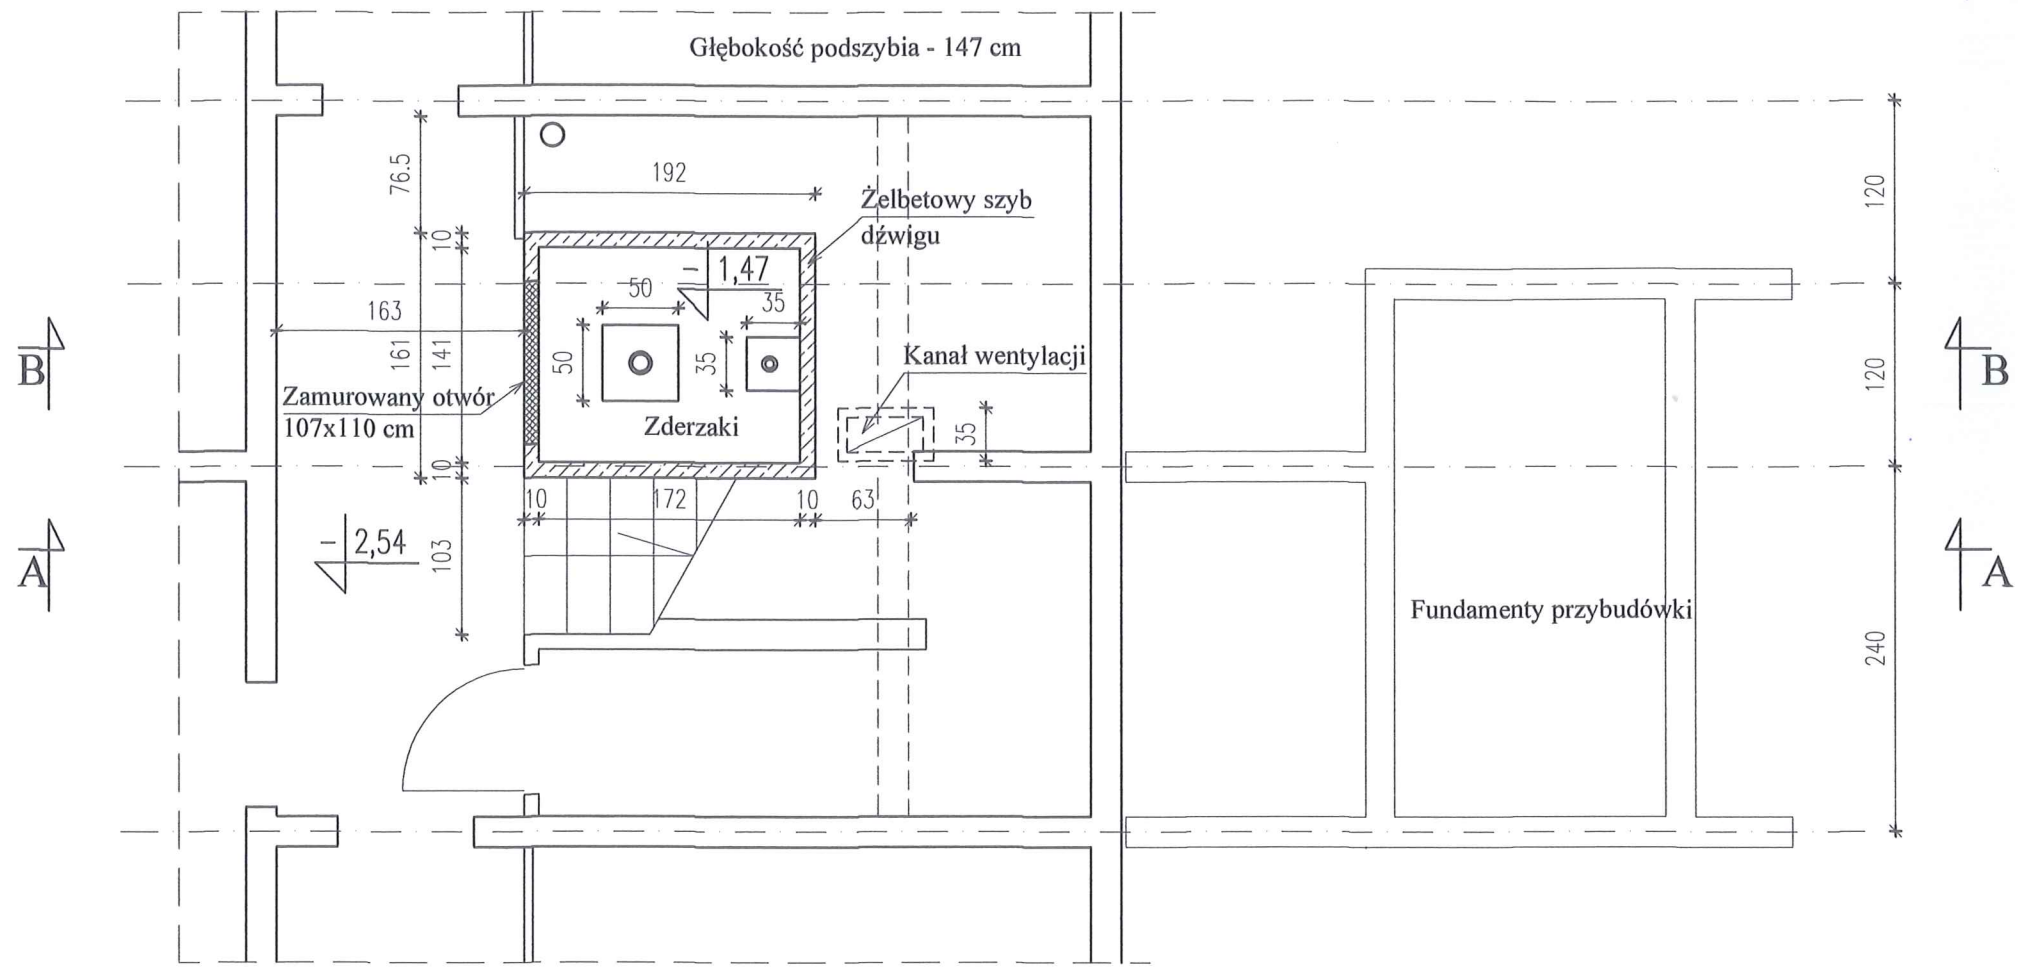 Głębokość podszybia - 147 cm
76.5
192
120
Żelbetowy szyb
dźwigu
10
- 1,47
50
35
163
161
141
50
35
Kanał wentylacji
B
B
120
Zamurowany otwór
107x110 cm
Zderzaki
35
10
10
172
10
63
- 2,54
103
A
A
Fundamenty przybudówki
240